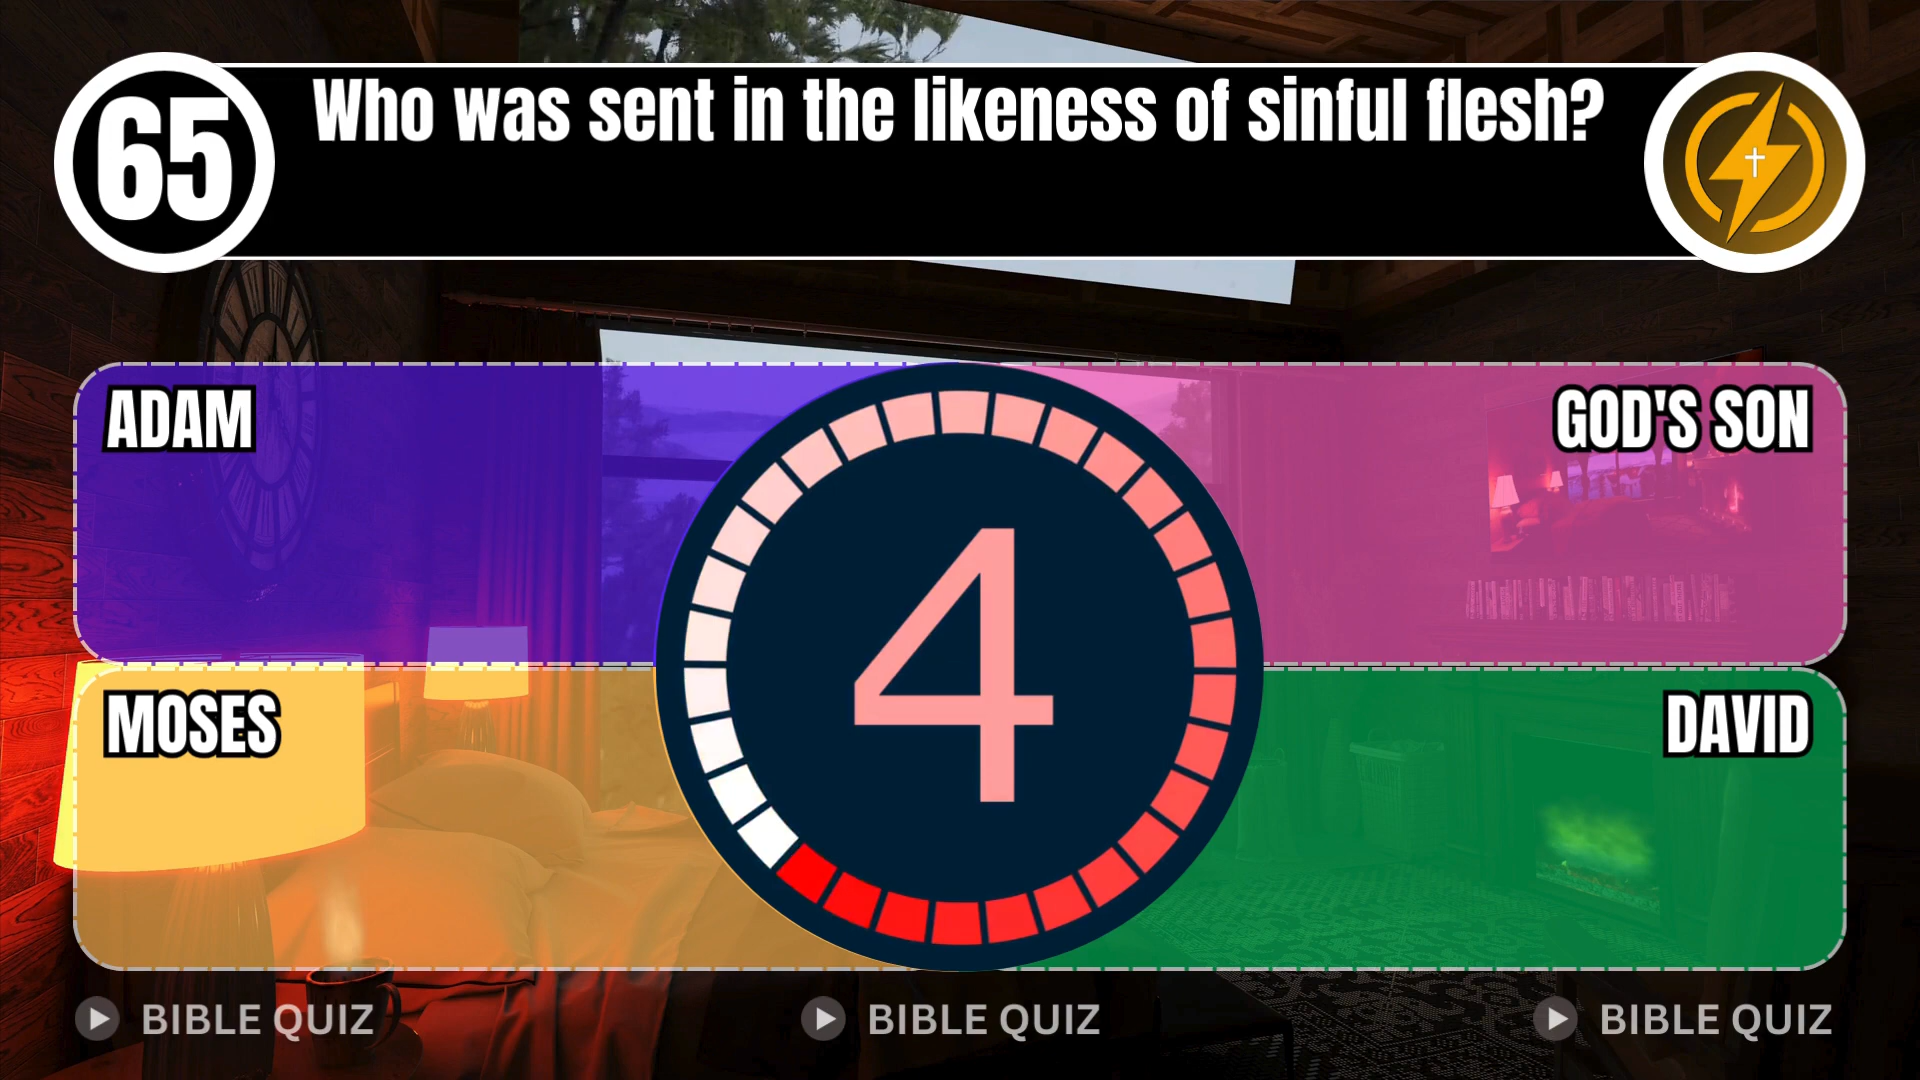 65
Who was sent in the likeness of sinful flesh?
ADAM
GOD'S SON
4
MOSES
DAVID
BIBLE QUIZ
BIBLE QUIZ
BIBLE QUIZ